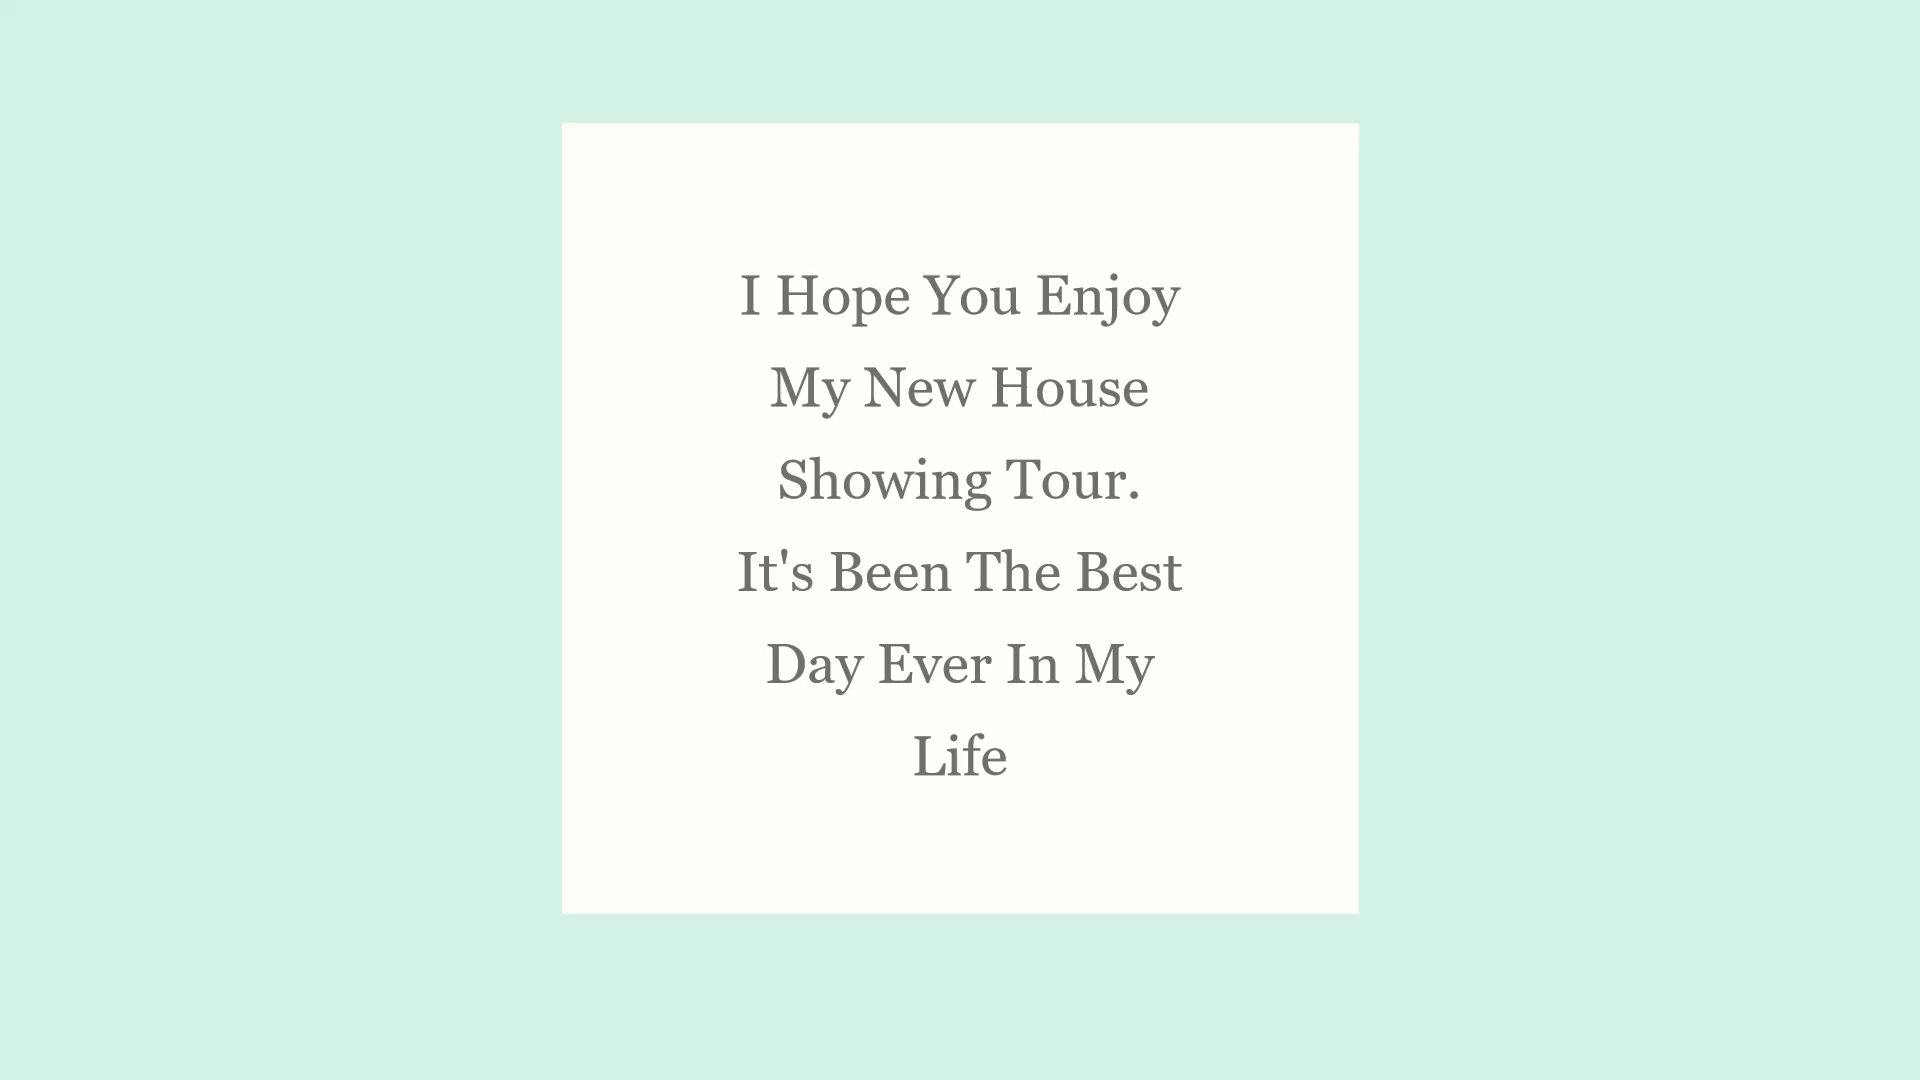 I Hope You Enjoy
My New House
Showing Tour.
It's Been The Best
Day Ever In My
Life